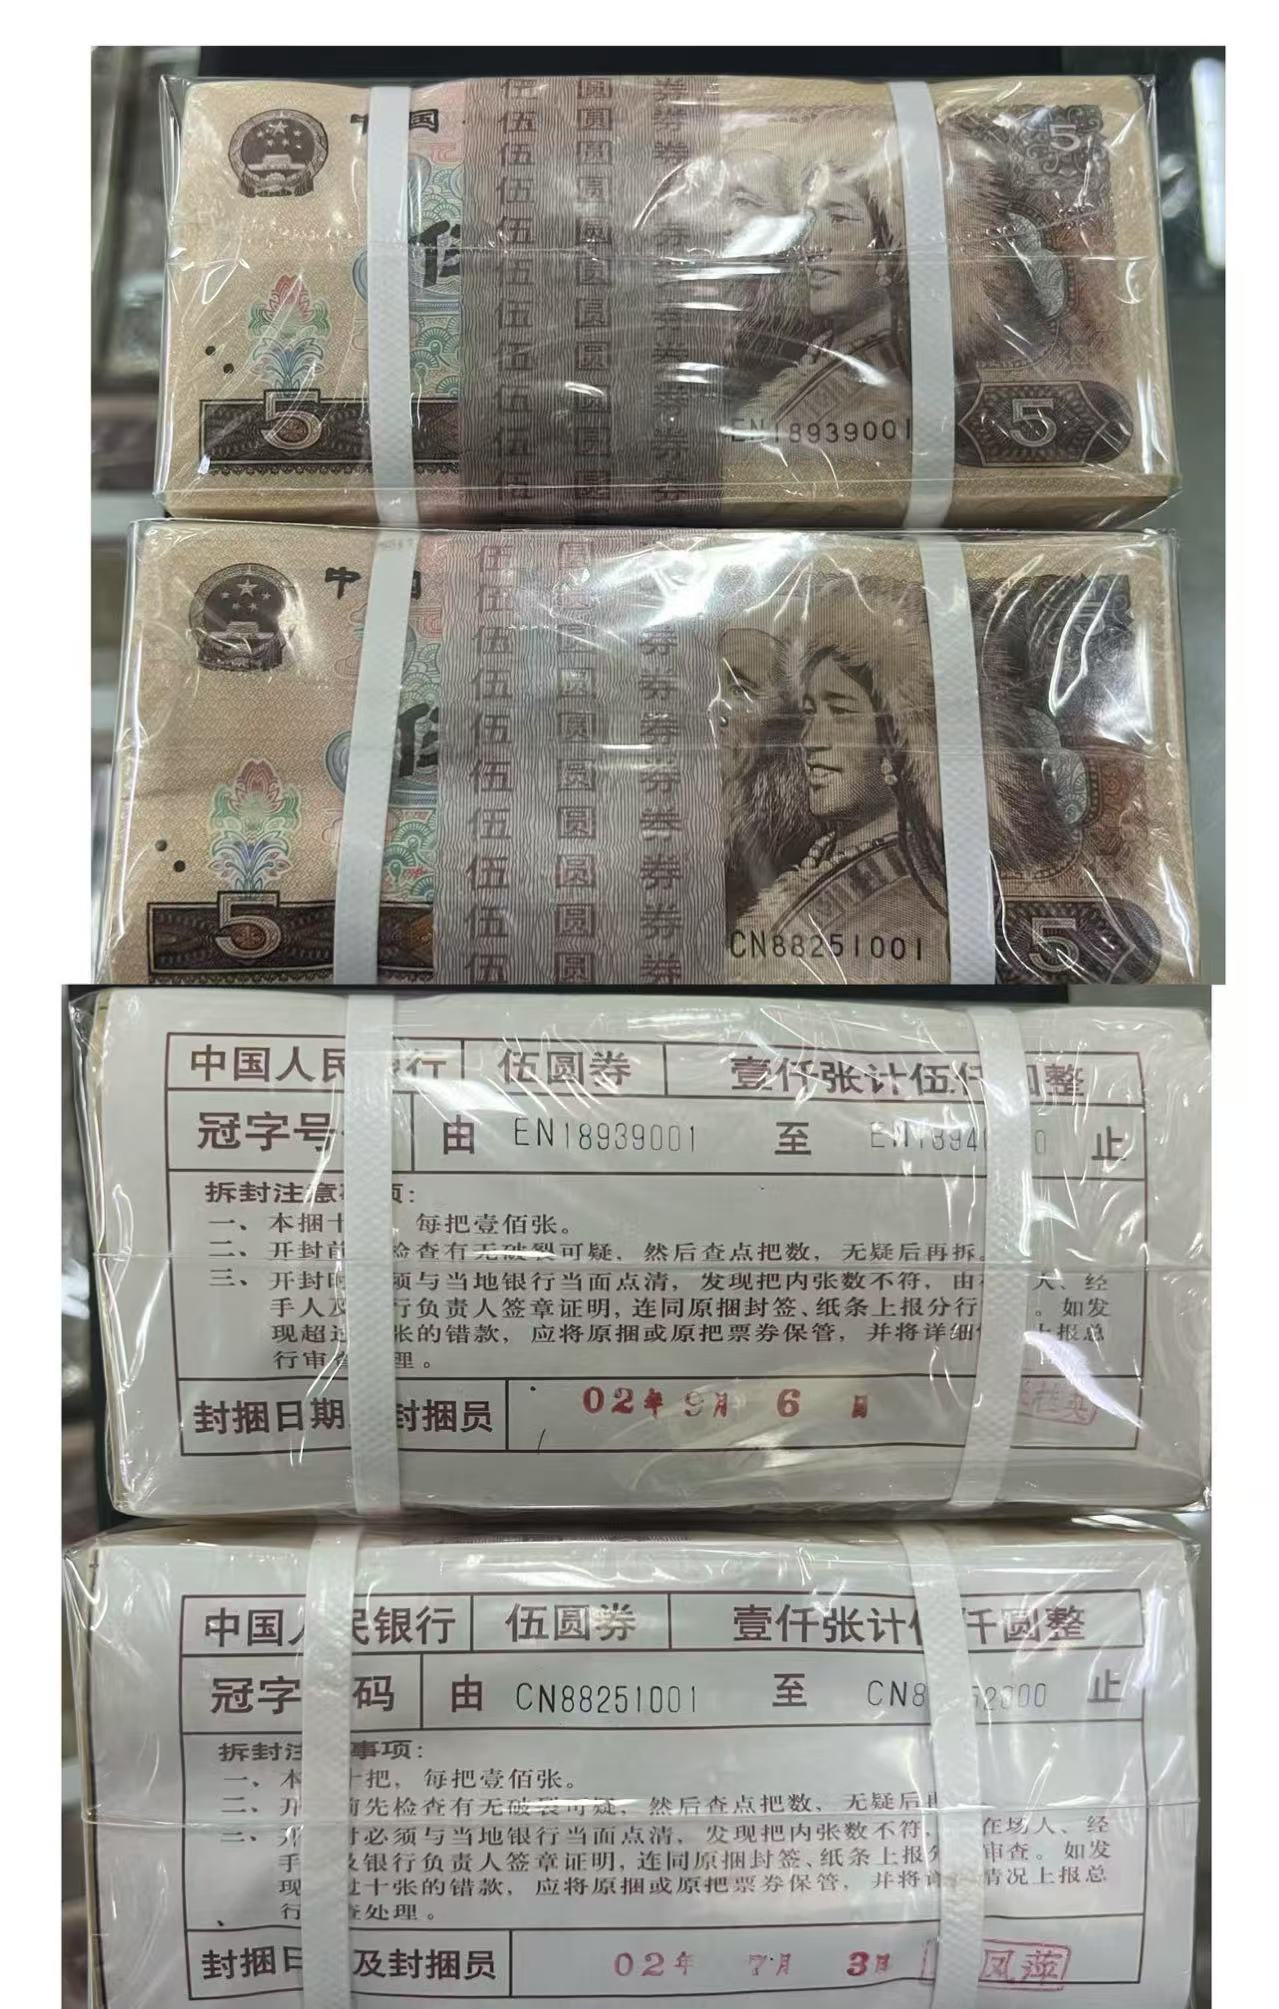 中国
伍 圆 券
5
5
5
EN18939001
中国
伍 圆 券
5
5
CN88251001
中国人民 行 伍圆券 壹仟张计伍仟圆整
冠字号 由 EN18939001 至 EN1894 0 止
拆封注意 项：
一、本捆十 ，每把壹佰张。
二、开封前 检查有无破裂可疑，然后查点把数，无疑后再拆。
三、开封时 须与当地银行当面点清，发现把内张数不符，由 人、经
手人及 行负责人签章证明，连同原捆封签、纸条上报分行 。如发
现超过 张的错款，应将原捆或原把票券保管，并将详细 上报总
行审 理。
封捆日期 封捆员 02年 9月 6 日
中国人民银行 伍圆券 壹仟张计 仟圆整
冠字 码 由 CN88251001 至 CN8 52000 止
拆封注 事项：
一、本 十把，每把壹佰张。
二、开 前先检查有无破裂可疑，然后查点把数，无疑后
三、开 时必须与当地银行当面点清，发现把内张数不符， 在场人、经
手 及银行负责人签章证明，连同原捆封签、纸条上报分 审查。如发
现 过十张的错款，应将原捆或原把票券保管，并将 情况上报总
行 查处理。
封捆日 及封捆员 02年 7月 3日 凤萍